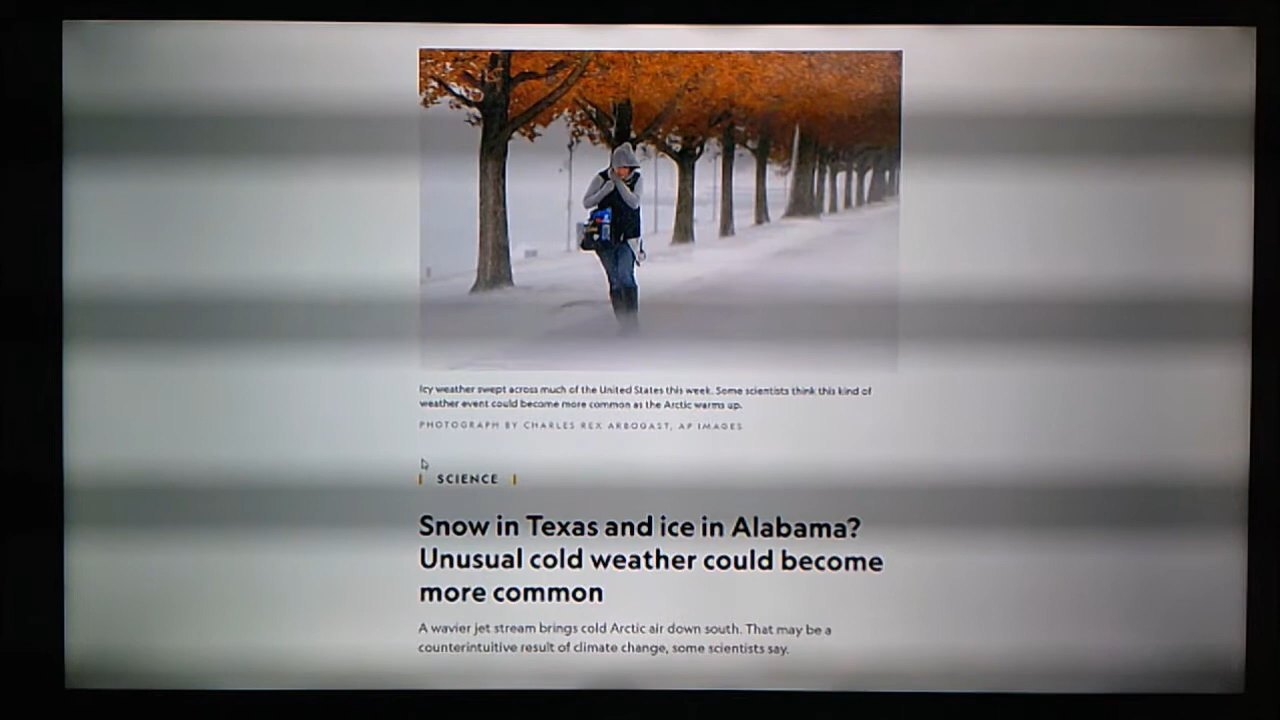 Icy weather swept across much of the United States this week. Some scientists think this kind of
weather event could become more common as the Arctic warms up.
PHOTOGRAPH BY CHARLES REX ARBOGAST, AP IMAGES
SCIENCE
Snow in Texas and ice in Alabama?
Unusual cold weather could become
more common
A wavier jet stream brings cold Arctic air down south. That may be a
counterintuitive result of climate change, some scientists say.